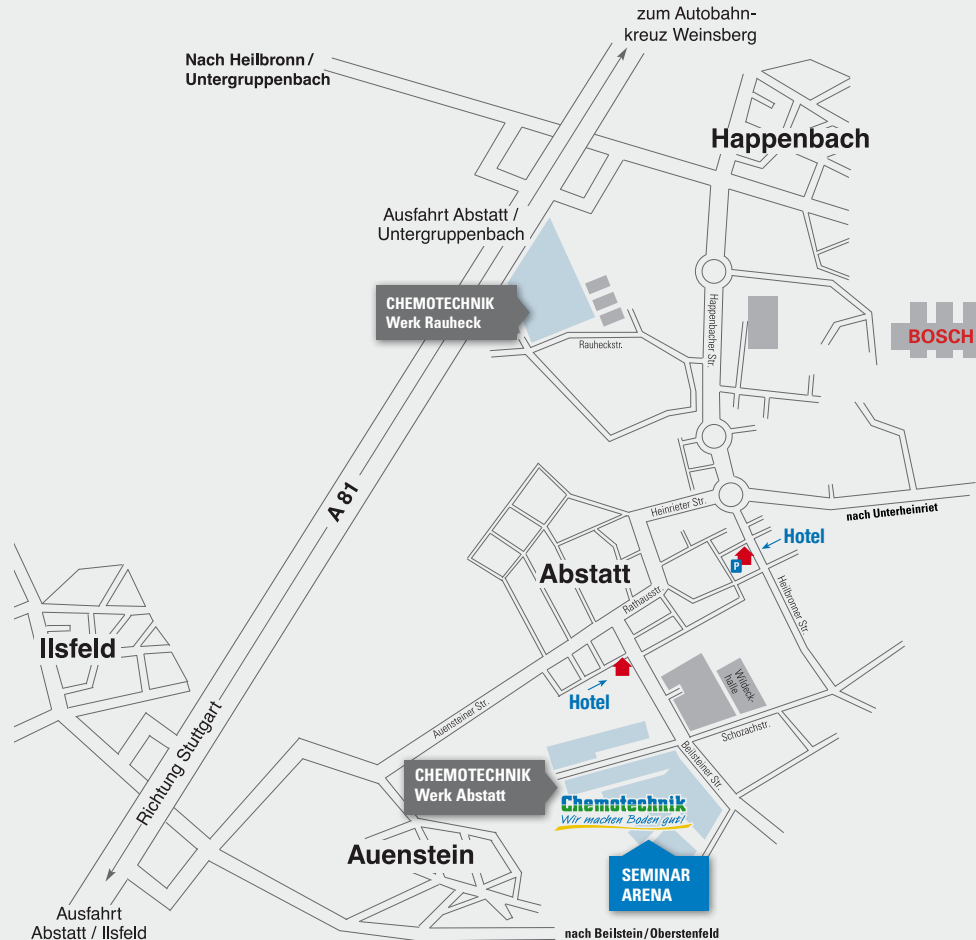 zum Autobahn-
kreuz Weinsberg
Nach Heilbronn /
Untergruppenbach
Happenbach
Ausfahrt Abstatt /
Untergruppenbach
CHEMOTECHNIK
Werk Rauheck
Happenbacher Str.
BOSCH
Rauheckstr.
A 81
Heinrieter Str.
nach Unterheinriet
Hotel
P
Abstatt
Rathausstr.
Heilbronner Str
Ilsfeld
Hotel
Wildeck-
halle
Auensteiner Str.
Schozachstr.
Beilsteiner Str.
Richtung Stuttgart
CHEMOTECHNIK
Werk Abstatt
Chemotechnik
Wir machen Boden gut!
Auenstein
SEMINAR
ARENA
Ausfahrt
Abstatt / Ilsfeld
nach Beilstein / Oberstenfeld